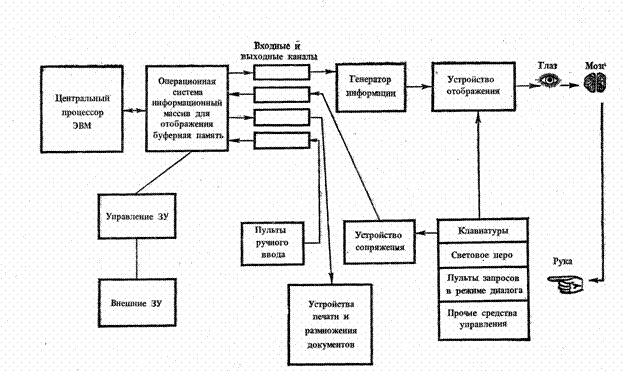 Входные и
выходные каналы
Глаз
Мозг
Центральный
процессор
ЭВМ
Операционная
система
информационный
массив для
отображения
буферная память
Генератор
информации
Устройство
отображения
Управление ЗУ
Внешние ЗУ
Пульты
ручного
ввода
Устройство
сопряжения
Клавиатуры
Световое перо
Пульты запросов
в режиме диалога
Прочие средства
управления
Рука
Устройства
печати и
размножения
документов